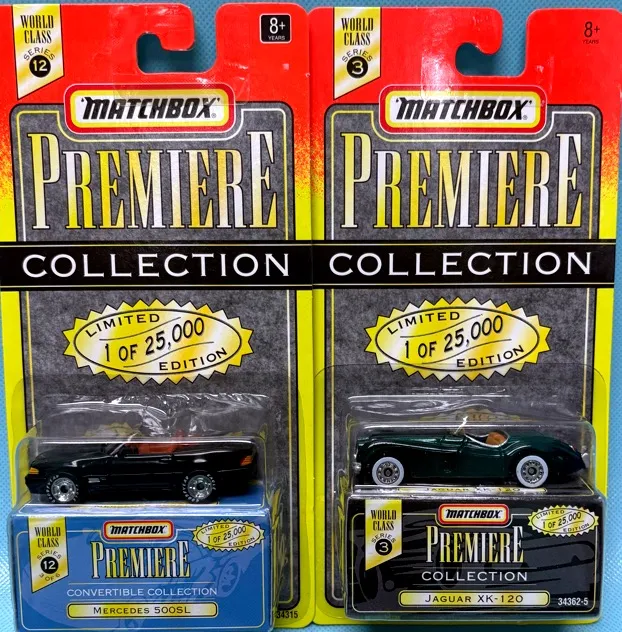 WORLD
CLASS
SERIES
12
8+
YEARS
MATCHBOX®
PREMIERE
COLLECTION
LIMITED
1 OF 25,000
EDITION
WORLD
CLASS
SERIES
12
MATCHBOX
LIMITED
1 OF 25,000
EDITION
PREMIERE
CONVERTIBLE COLLECTION
MERCEDES 500SL
34315
WORLD
CLASS
SERIES
3
8+
YEARS
MATCHBOX®
PREMIERE
COLLECTION
LIMITED
1 OF 25,000
EDITION
JAGUAR XK-120
WORLD
CLASS
SERIES
3
MATCHBOX
LIMITED
1 OF 25,000
EDITION
PREMIERE
COLLECTION
JAGUAR XK-120
34362-5